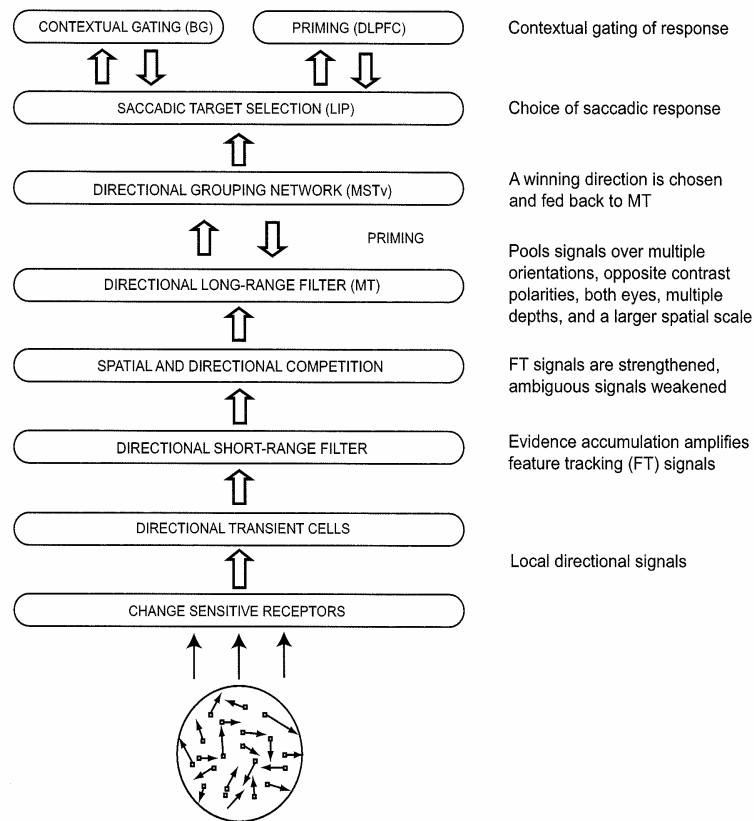 CONTEXTUAL GATING (BG)
PRIMING (DLPFC)
Contextual gating of response
SACCADIC TARGET SELECTION (LIP)
Choice of saccadic response
DIRECTIONAL GROUPING NETWORK (MSTv)
A winning direction is chosen
and fed back to MT
PRIMING
DIRECTIONAL LONG-RANGE FILTER (MT)
Pools signals over multiple
orientations, opposite contrast
polarities, both eyes, multiple
depths, and a larger spatial scale
SPATIAL AND DIRECTIONAL COMPETITION
FT signals are strengthened,
ambiguous signals weakened
DIRECTIONAL SHORT-RANGE FILTER
Evidence accumulation amplifies
feature tracking (FT) signals
DIRECTIONAL TRANSIENT CELLS
Local directional signals
CHANGE SENSITIVE RECEPTORS